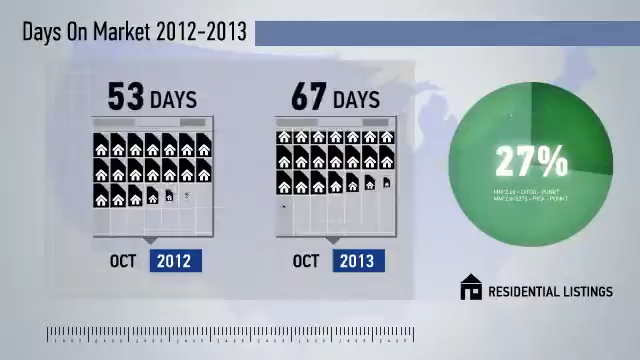 Days On Market 2012-2013
53 DAYS
67 DAYS
OCT 2012
OCT 2013
27%
RESIDENTIAL LISTINGS